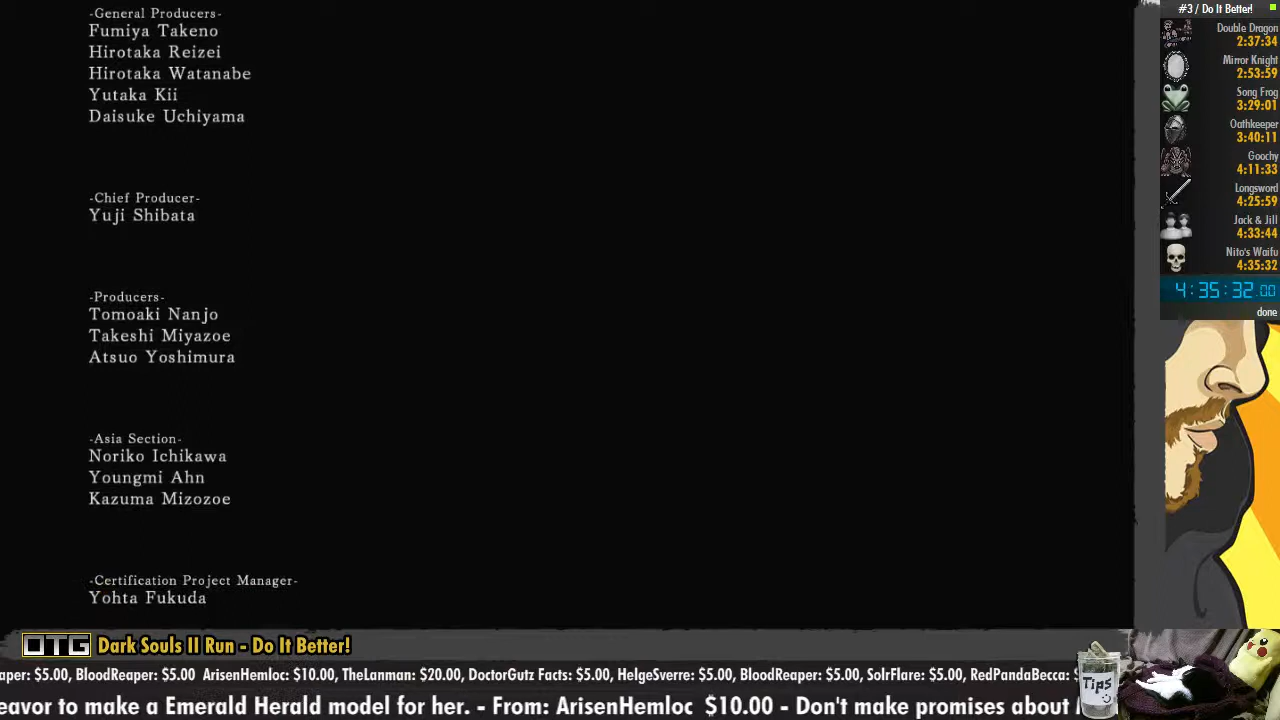 -General Producers-
Fumiya Takeno
Hirotaka Reizei
Hirotaka Watanabe
Yutaka Kii
Daisuke Uchiyama
-Chief Producer-
Yuji Shibata
-Producers-
Tomoaki Nanjo
Takeshi Miyazoe
Atsuo Yoshimura
-Asia Section-
Noriko Ichikawa
Youngmi Ahn
Kazuma Mizozoe
-Certification Project Manager-
Yohta Fukuda
#3 / Do It Better!
Double Dragon
2:37:34
Mirror Knight
2:53:59
Song Frog
3:29:01
Oathkeeper
3:40:11
Goochy
4:11:33
Longsword
4:25:59
Jack & Jill
4:33:44
Nito's Waifu
4:35:32
4:35:32.00
done
OTG Dark Souls II Run - Do It Better!
aper: $5.00, BloodReaper: $5.00 ArisenHemloc: $10.00, TheLanman: $20.00, DoctorGutz Facts: $5.00, HelgeSverre: $5.00, BloodReaper: $5.00, SolrFlare: $5.00, RedPandaBecca: $
eavor to make a Emerald Herald model for her. - From: ArisenHemloc $10.00 - Don't make promises about
Tips